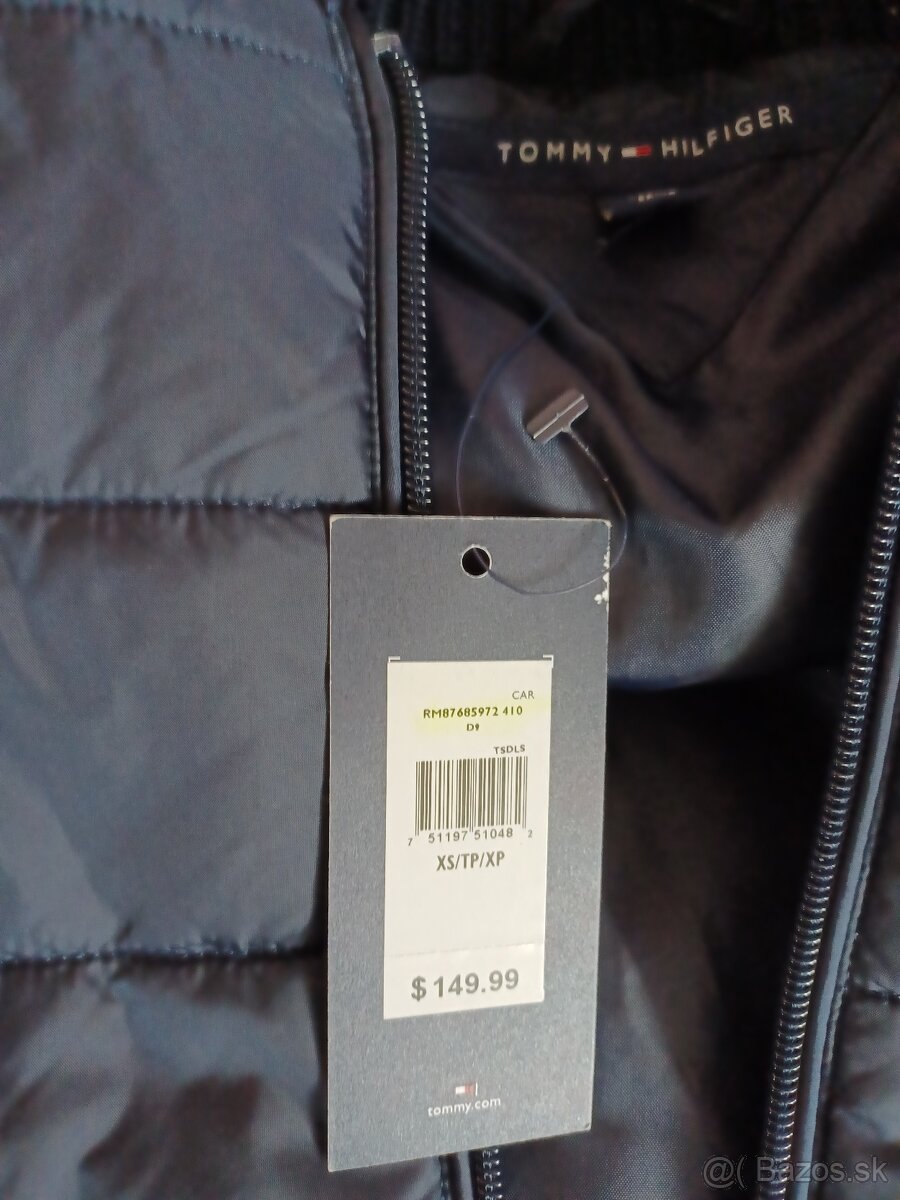 TOMMY HILFIGER
CAR
RM87685972 410
D9
TSDLS
7 51197 51048 2
XS/TP/XP
$149.99
tommy.com
@( Bazos.sk